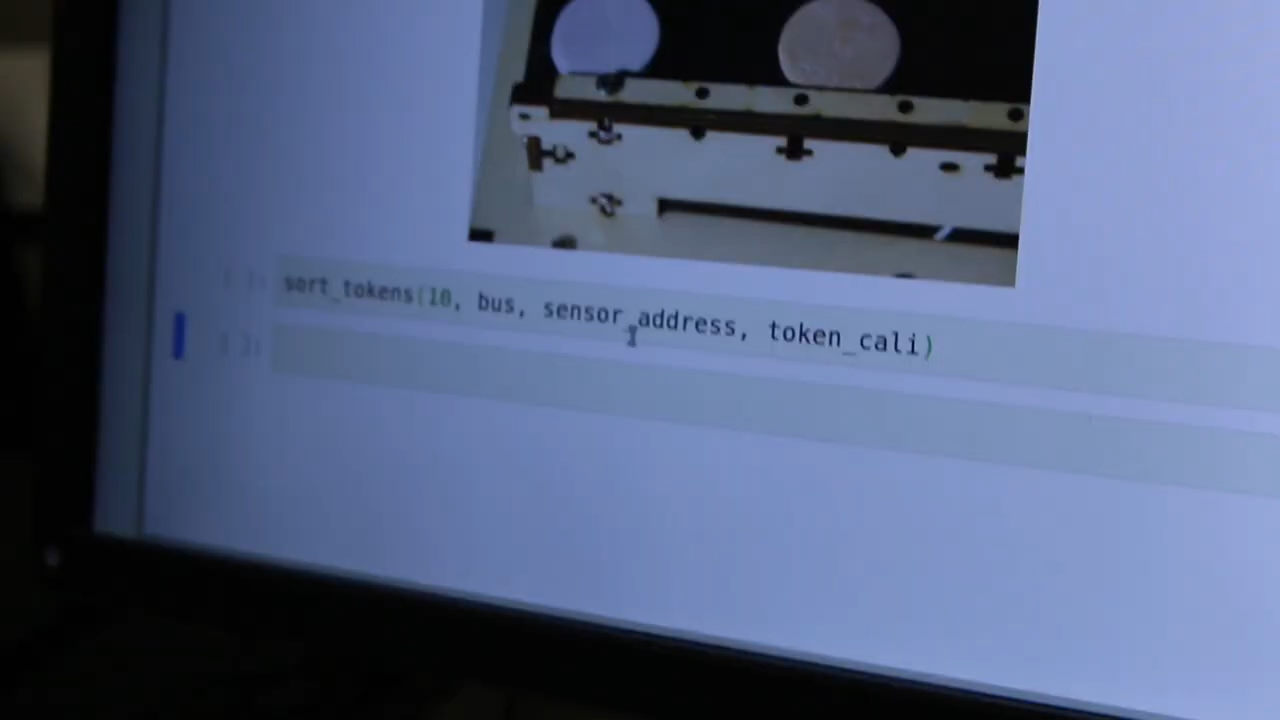 sort_tokens(10, bus, sensor_address, token_cali)